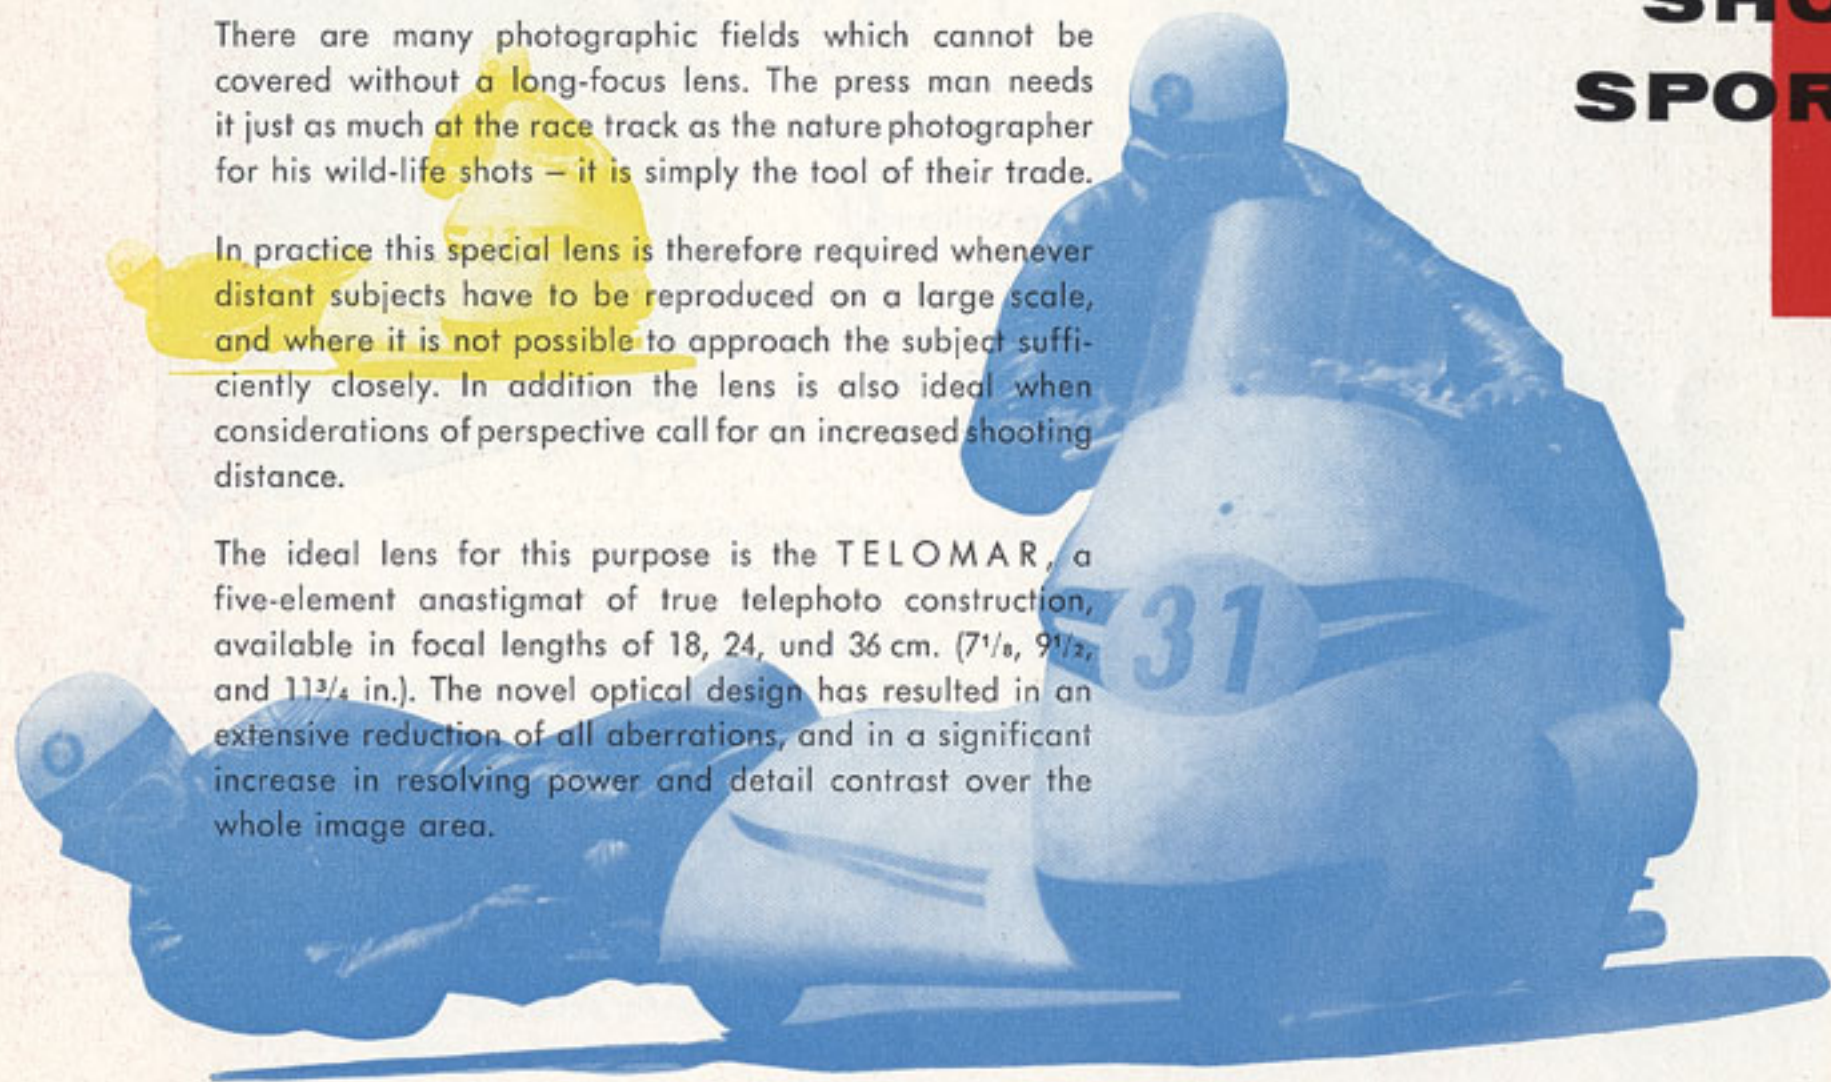 There are many photographic fields which cannot be
covered without a long-focus lens. The press man needs
it just as much at the race track as the nature photographer
for his wild-life shots – it is simply the tool of their trade.
In practice this special lens is therefore required whenever
distant subjects have to be reproduced on a large scale,
and where it is not possible to approach the subject suffi-
ciently closely. In addition the lens is also ideal when
considerations of perspective call for an increased shooting
distance.
The ideal lens for this purpose is the TELOMAR, a
five-element anastigmat of true telephoto construction,
available in focal lengths of 18, 24, und 36 cm. (7¹/₈, 9¹/₂,
and 11³/₄ in.). The novel optical design has resulted in an
extensive reduction of all aberrations, and in a significant
increase in resolving power and detail contrast over the
whole image area.
31